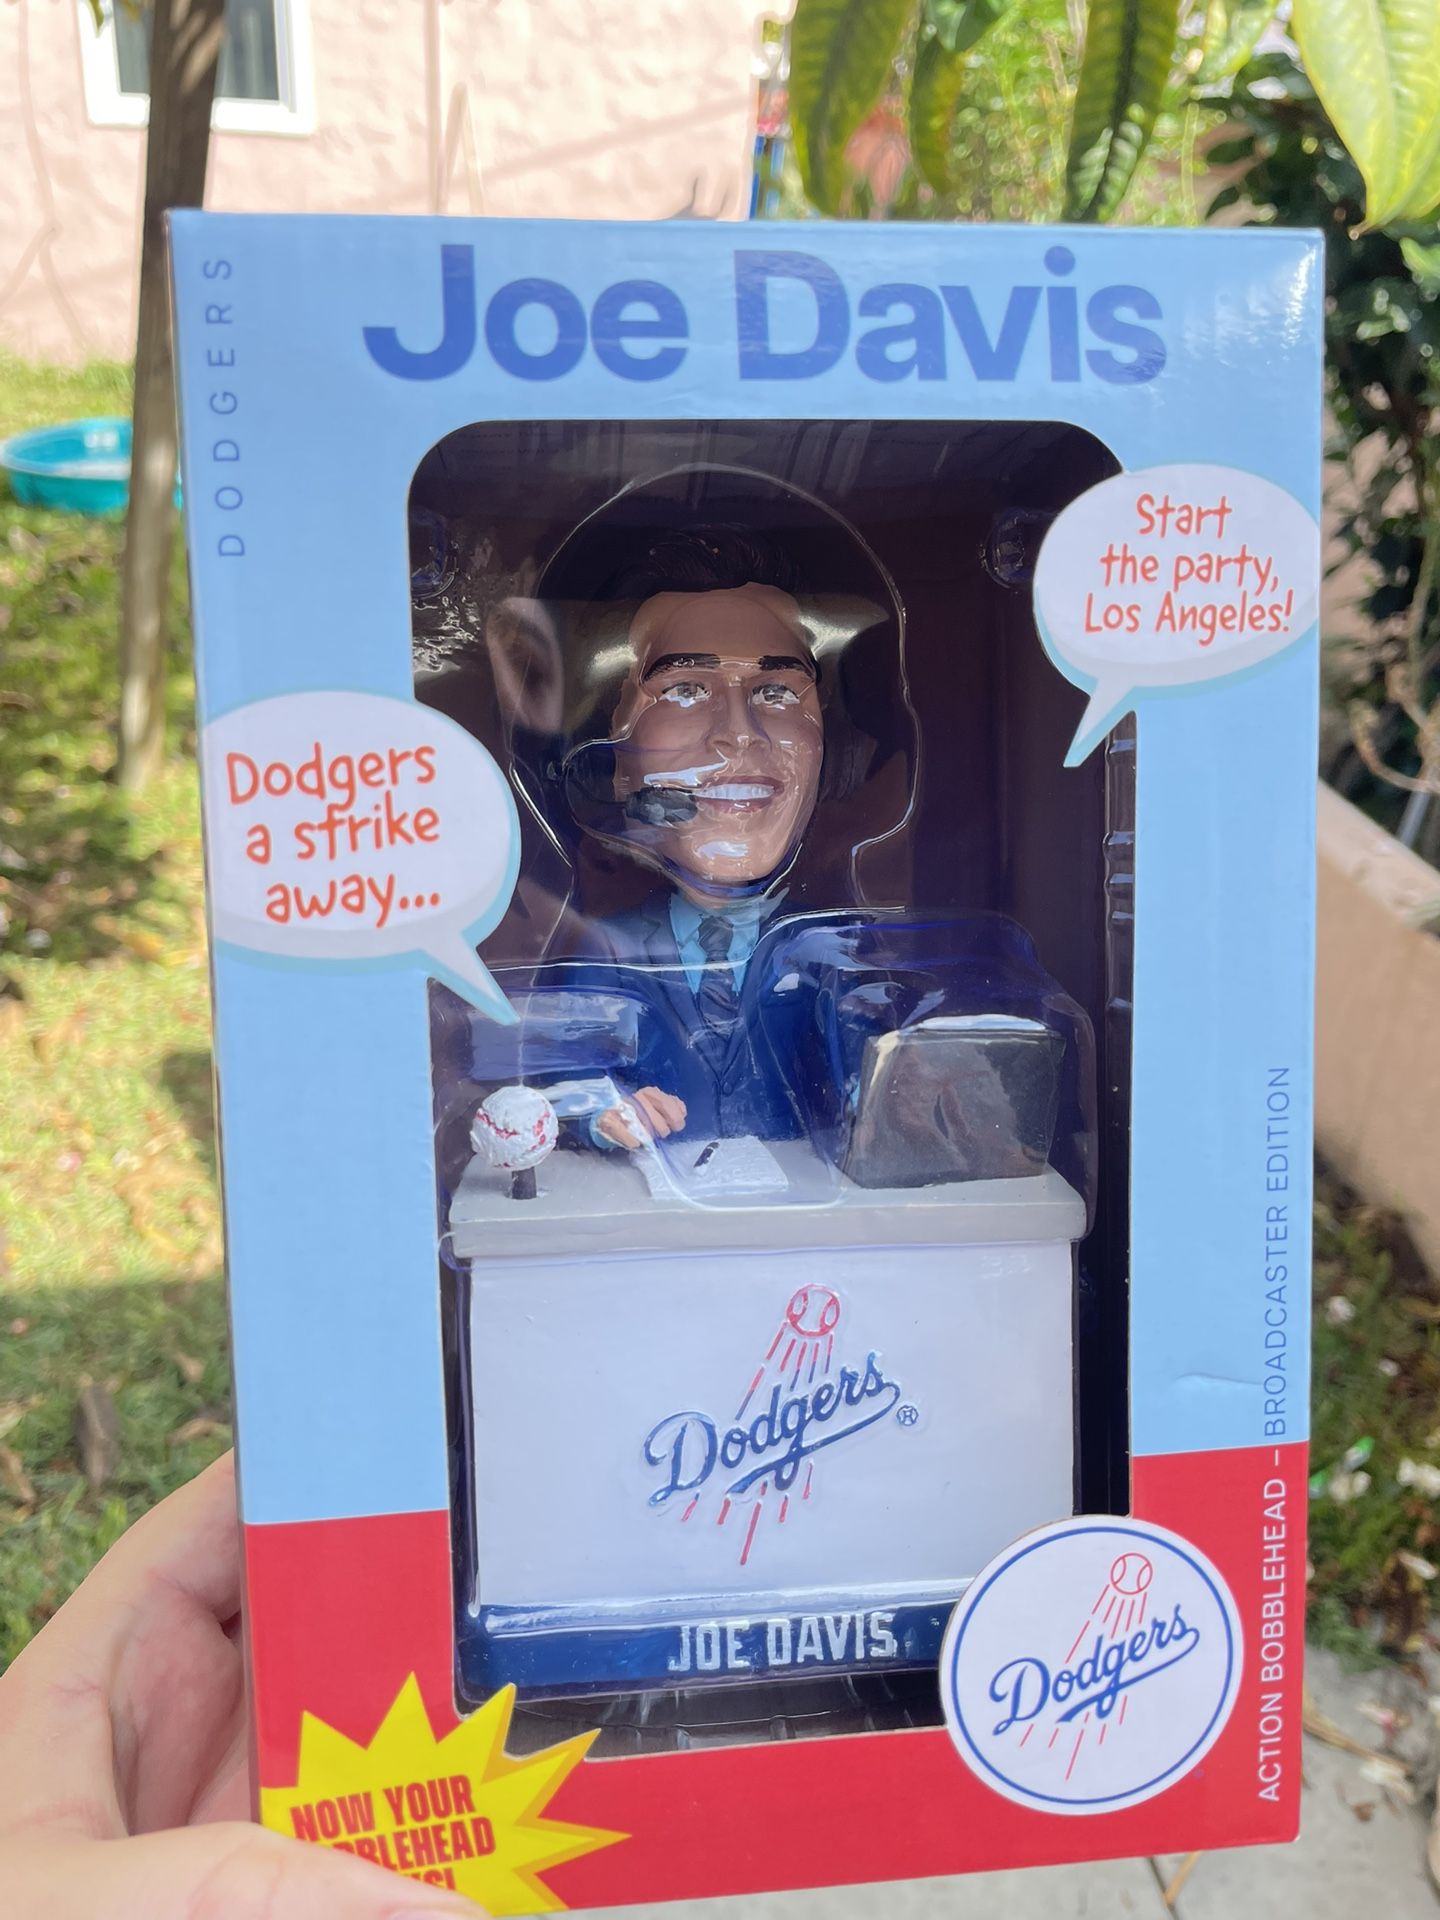 Joe Davis
DODGERS
Start
the party,
Los Angeles!
Dodgers
a strike
away...
Dodgers
®
JOE DAVIS
Dodgers
ACTION BOBBLEHEAD – BROADCASTER EDITION
NOW YOUR